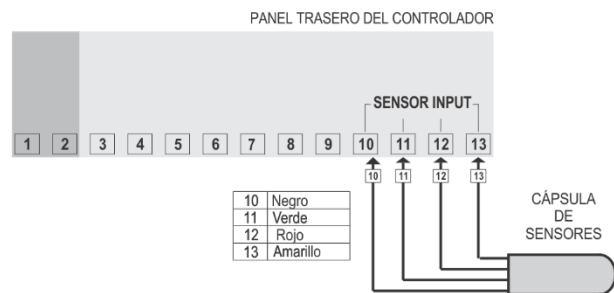 PANEL TRASERO DEL CONTROLADOR
SENSOR INPUT
1 2 3 4 5 6 7 8 9 10 11 12 13
10 11 12 13
10 Negro
11 Verde
12 Rojo
13 Amarillo
CÁPSULA
DE
SENSORES